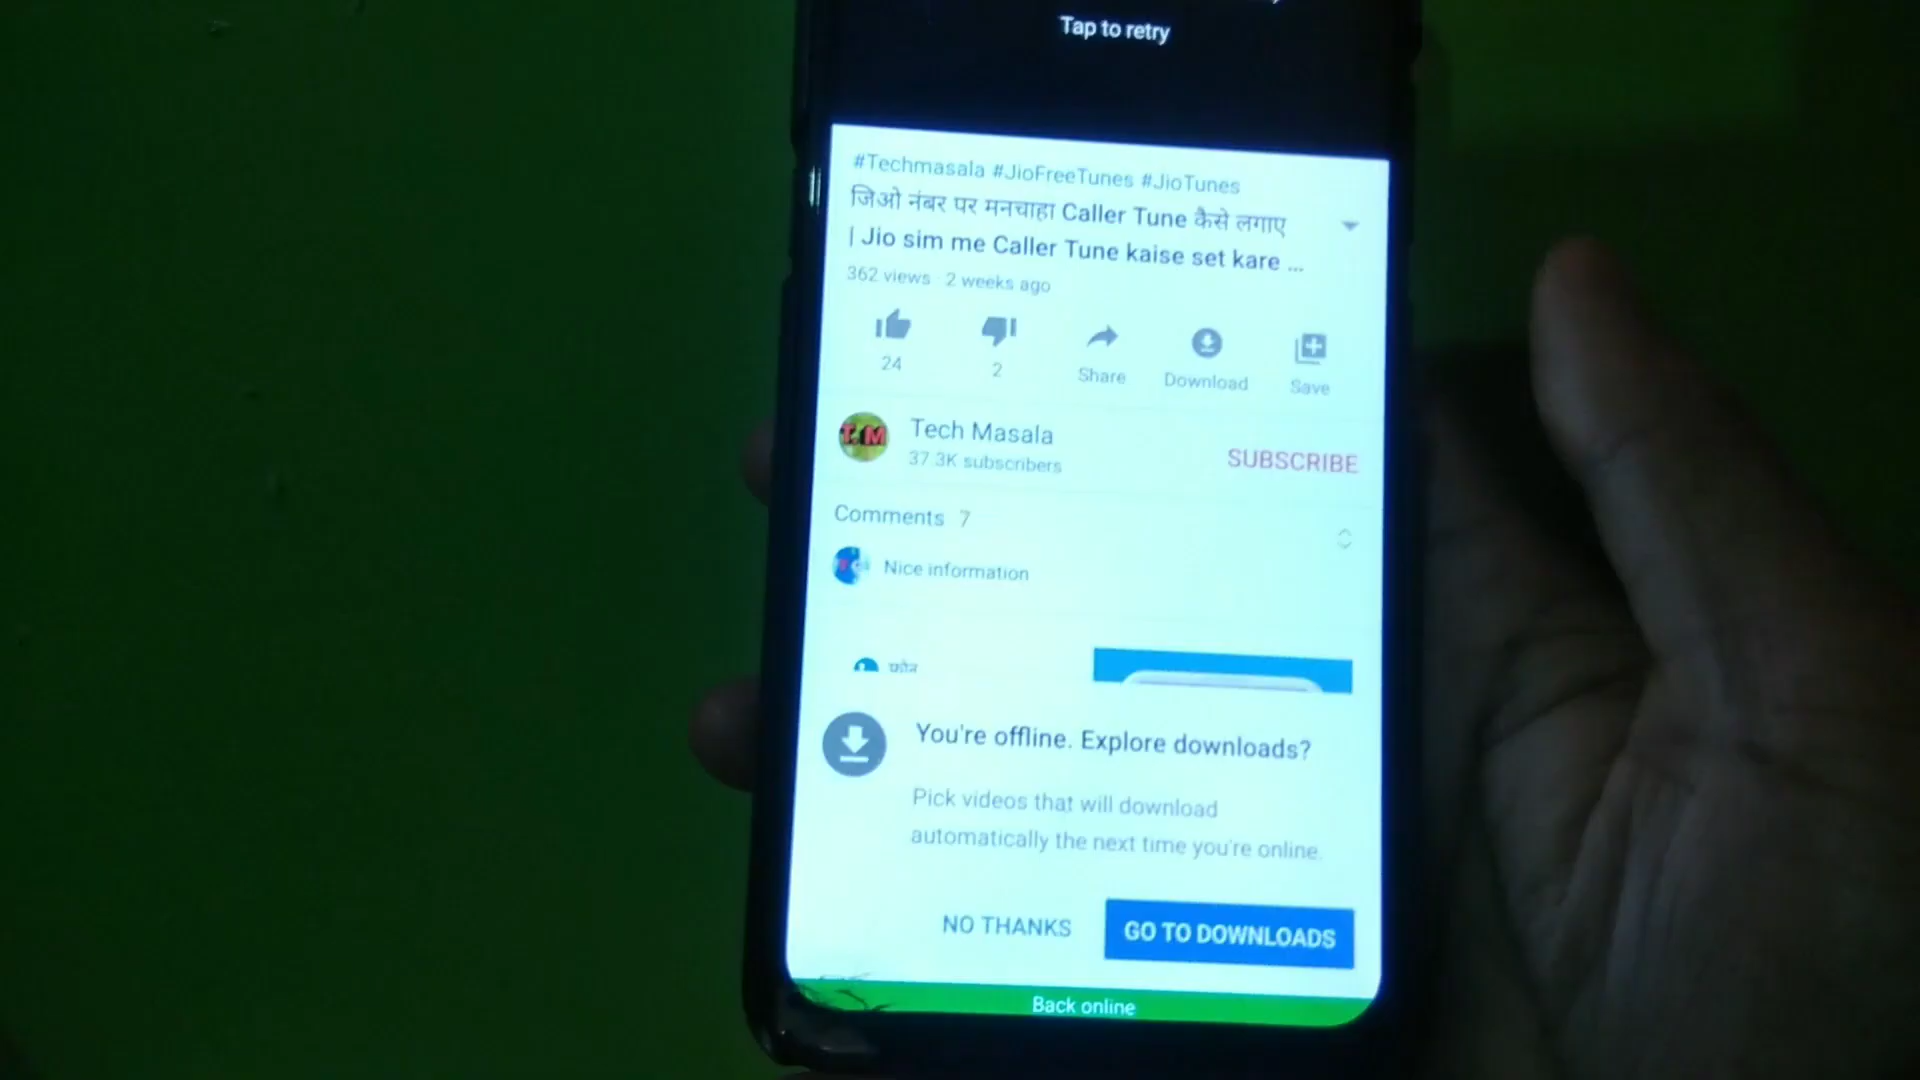 Tap to retry
#Techmasala #JioFreeTunes #JioTunes
जिओ नंबर पर मनचाहा Caller Tune कैसे लगाए
| Jio sim me Caller Tune kaise set kare ...
362 views 2 weeks ago
24
2
Share
Download
Save
T.M
Tech Masala
37.3K subscribers
SUBSCRIBE
Comments 7
Nice information
फ़ोन
You're offline. Explore downloads?
Pick videos that will download
automatically the next time you're online.
NO THANKS
GO TO DOWNLOADS
Back online